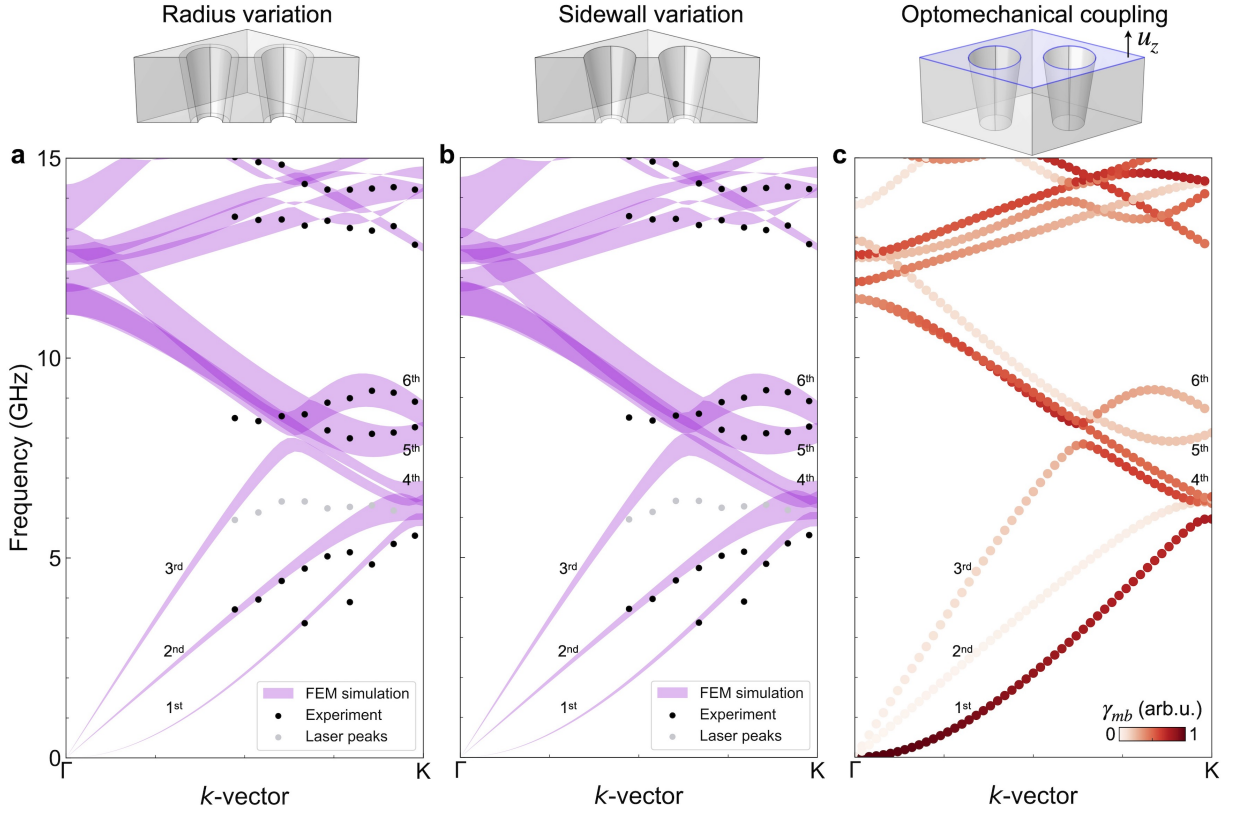 Radius variation
Sidewall variation
Optomechanical coupling
u_z
a
b
c
15
10
5
0
Frequency (GHz)
6th
5th
4th
3rd
2nd
1st
FEM simulation
Experiment
Laser peaks
Γ
K
k-vector
6th
5th
4th
3rd
2nd
1st
FEM simulation
Experiment
Laser peaks
Γ
K
k-vector
6th
5th
4th
3rd
2nd
1st
γ_mb (arb.u.)
0 1
Γ
K
k-vector